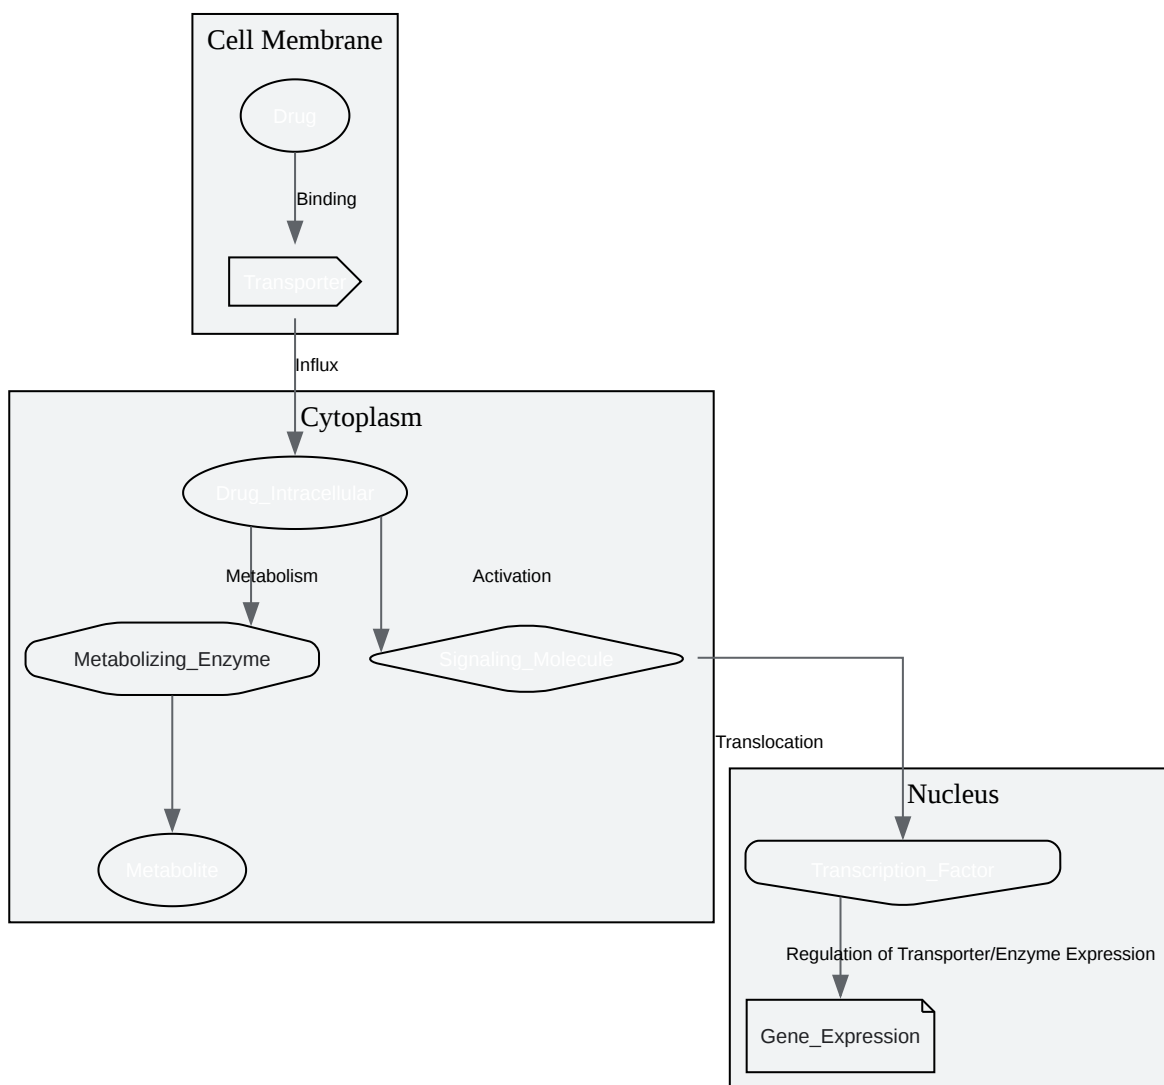 Cell Membrane
Drug
Binding
Transporter
Influx
Cytoplasm
Drug_Intracellular
Metabolism
Activation
Metabolizing_Enzyme
Signaling_Molecule
Translocation
Nucleus
Metabolite
Transcription_Factor
Regulation of Transporter/Enzyme Expression
Gene_Expression